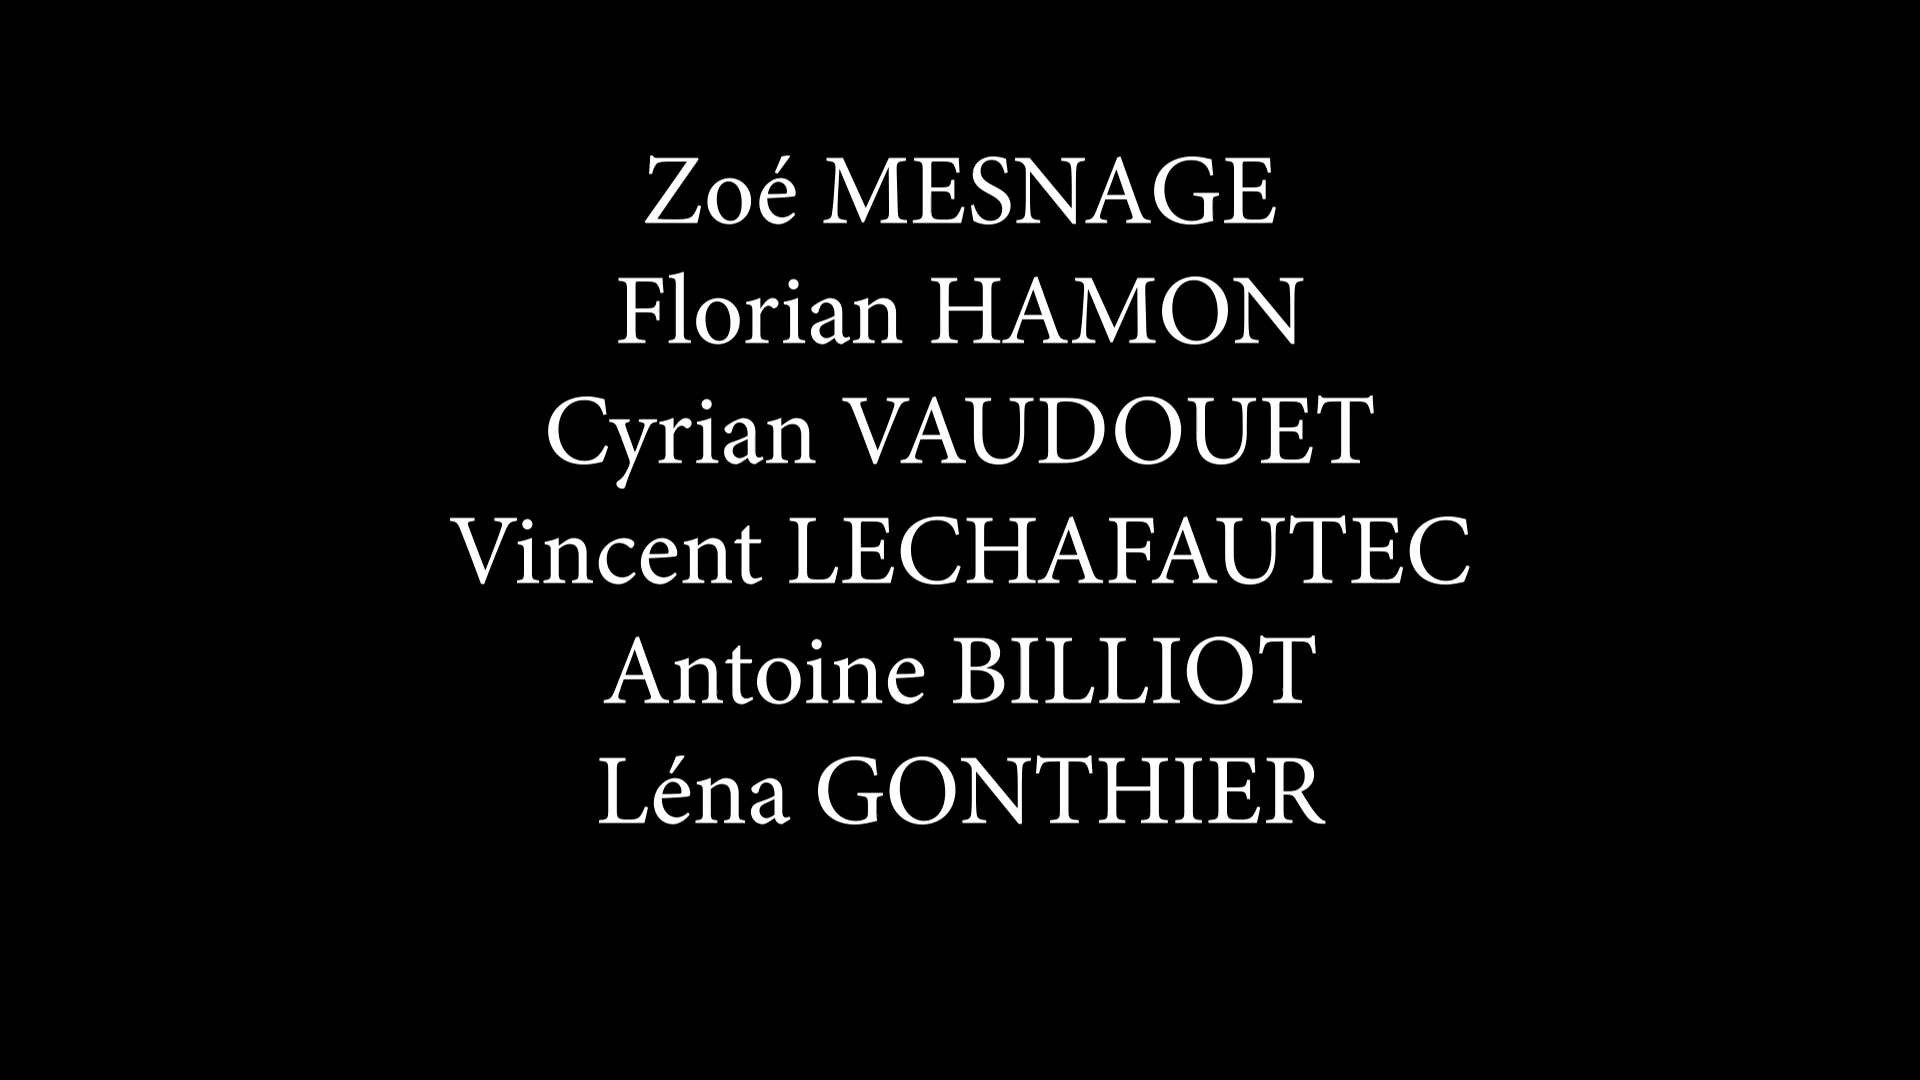 Zoé MESNAGE
Florian HAMON
Cyrian VAUDOUET
Vincent LECHAFAUTEC
Antoine BILLIOT
Léna GONTHIER